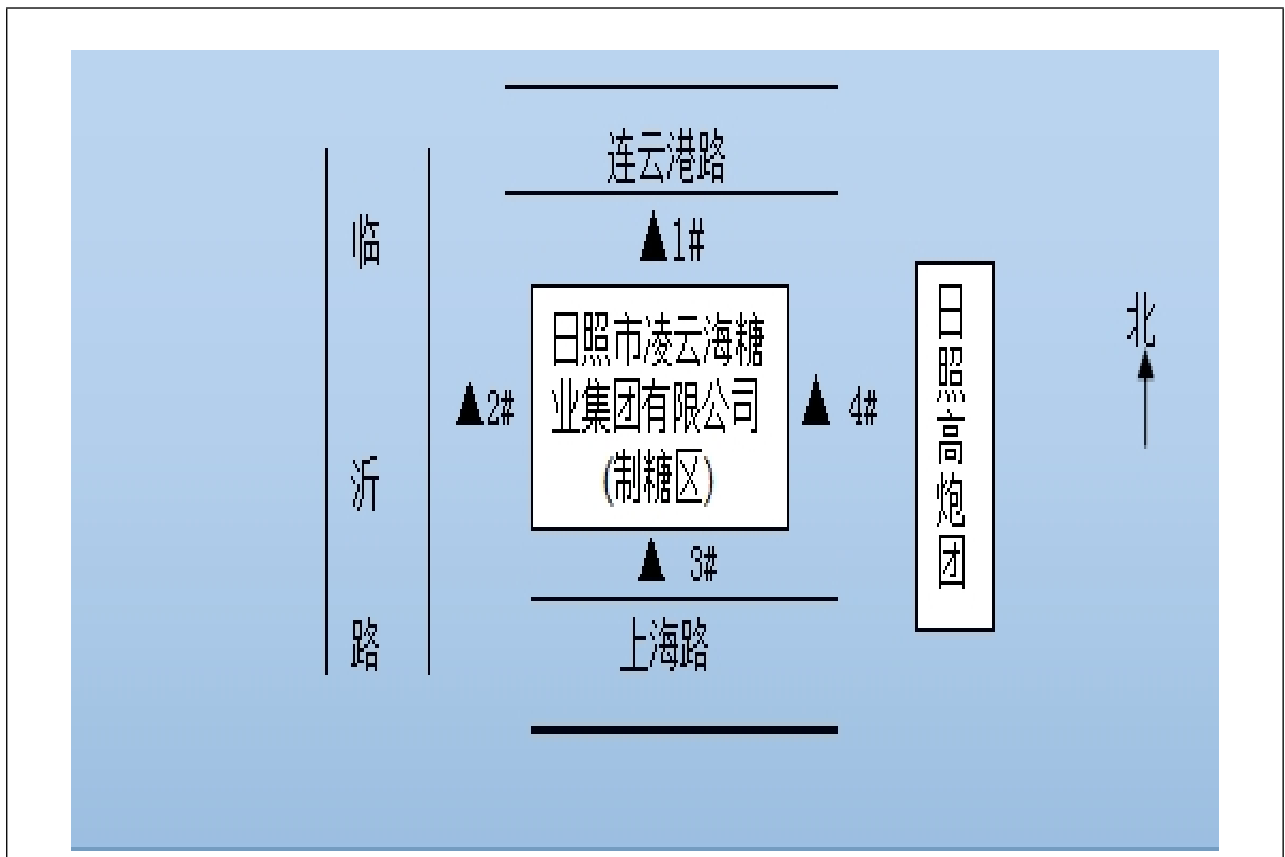 连云港路
临沂路
▲1#
日照市凌云海糖
业集团有限公司
(制糖区)
▲2#
▲ 4#
▲ 3#
上海路
日照高炮团
北